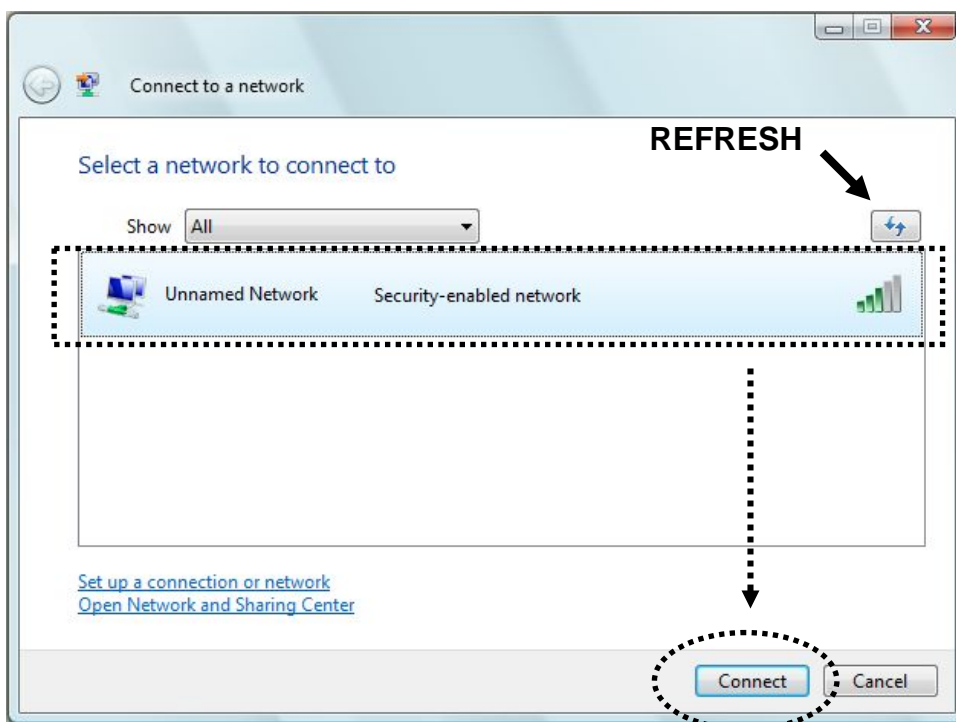 Connect to a network
REFRESH
Select a network to connect to
Show All
Unnamed Network Security-enabled network
Set up a connection or network
Open Network and Sharing Center
Connect Cancel